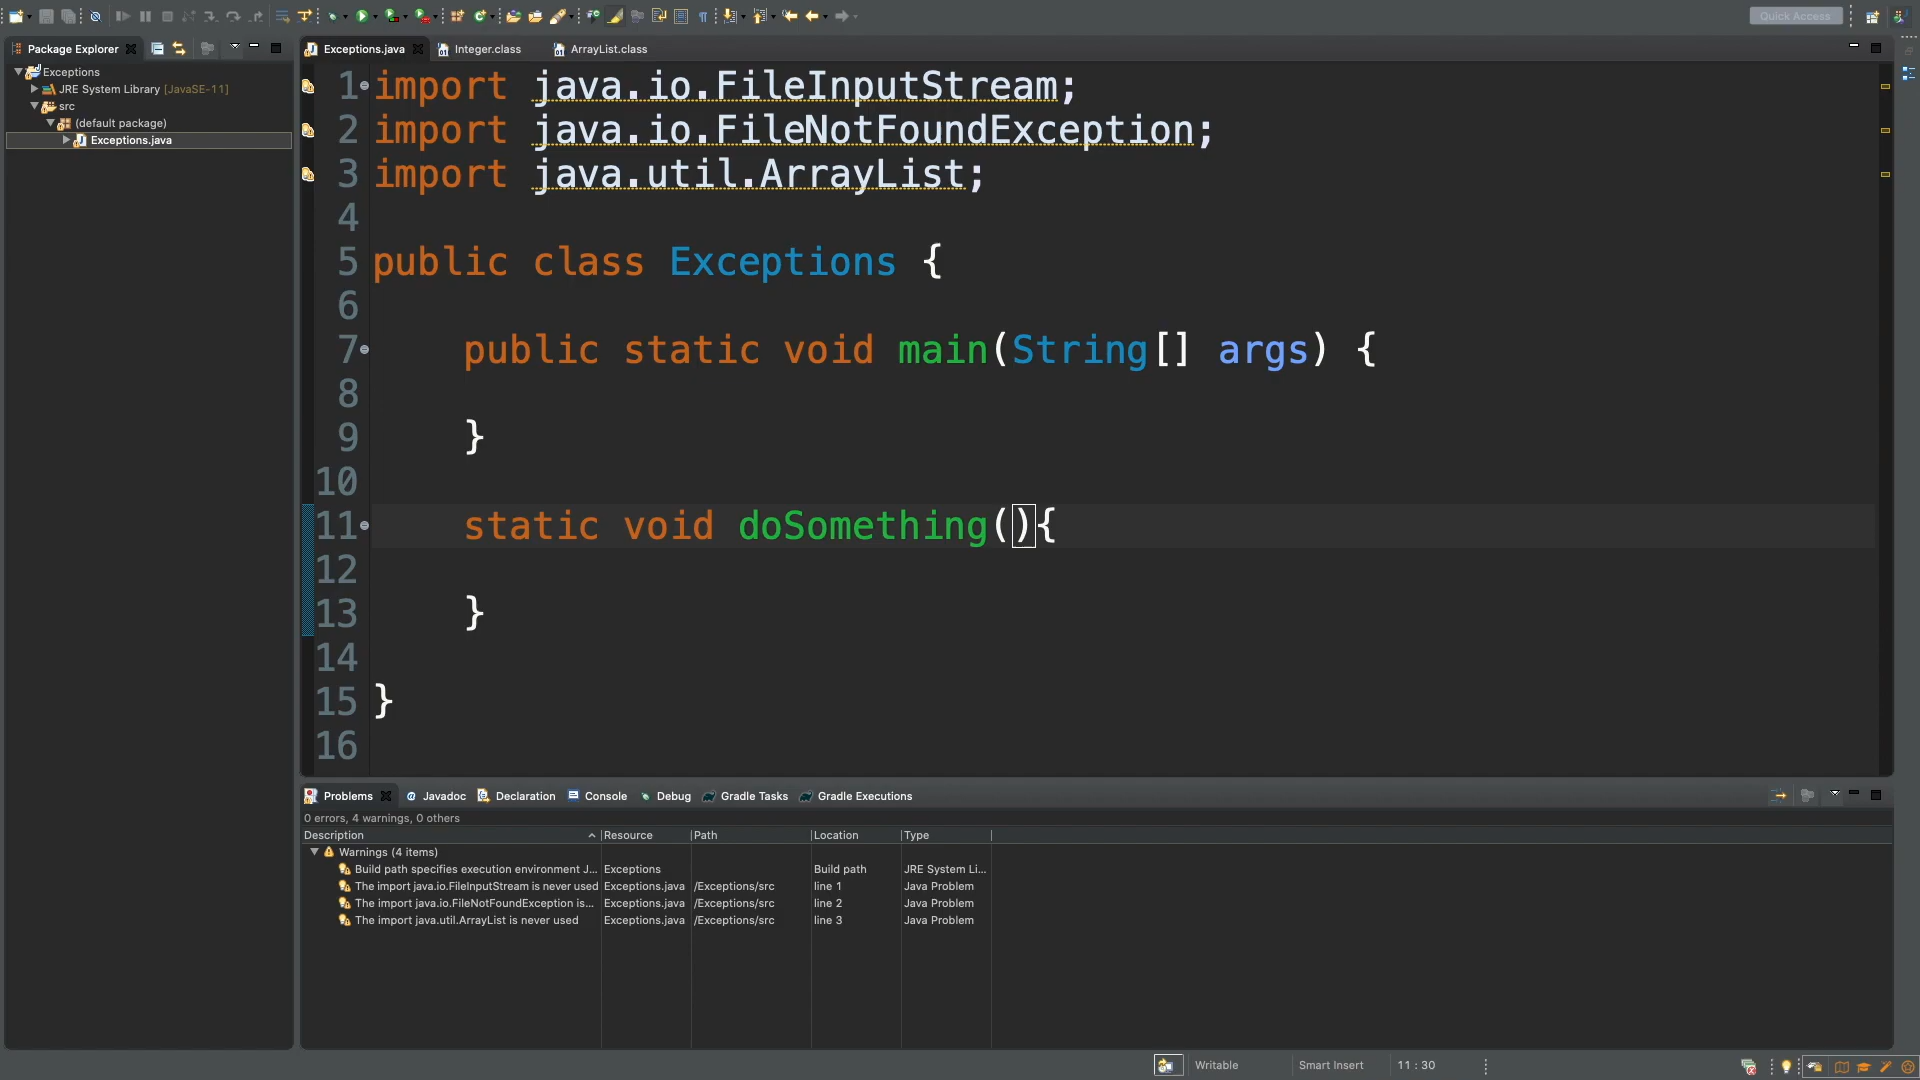 Quick Access
Package Explorer
Exceptions
JRE System Library [JavaSE-11]
src
(default package)
Exceptions.java
Exceptions.java
Integer.class
ArrayList.class
1 import java.io.FileInputStream;
2 import java.io.FileNotFoundException;
3 import java.util.ArrayList;
4
5 public class Exceptions {
6
7 public static void main(String[] args) {
8
9 }
10
11 static void doSomething(){
12
13 }
14
15 }
16
Problems Javadoc Declaration Console Debug Gradle Tasks Gradle Executions
0 errors, 4 warnings, 0 others
Description Resource Path Location Type
Warnings (4 items)
Build path specifies execution environment J... Exceptions Build path JRE System Li...
The import java.io.FileInputStream is never used Exceptions.java /Exceptions/src line 1 Java Problem
The import java.io.FileNotFoundException is... Exceptions.java /Exceptions/src line 2 Java Problem
The import java.util.ArrayList is never used Exceptions.java /Exceptions/src line 3 Java Problem
Writable Smart Insert 11 : 30